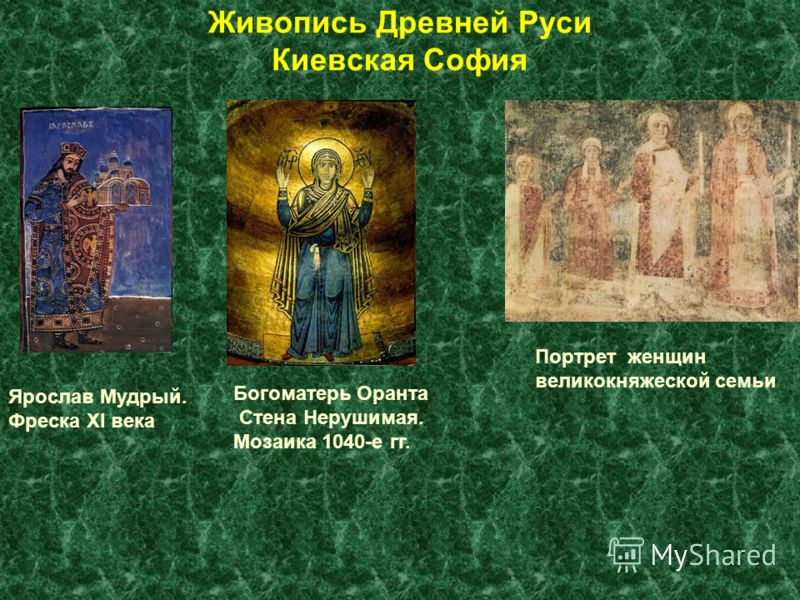 Живопись Древней Руси
Киевская София
ІАРОСЛАВЪ
Ярослав Мудрый.
Фреска XI века
Богоматерь Оранта
Стена Нерушимая.
Мозаика 1040-е гг.
Портрет женщин
великокняжеской семьи
MyShared